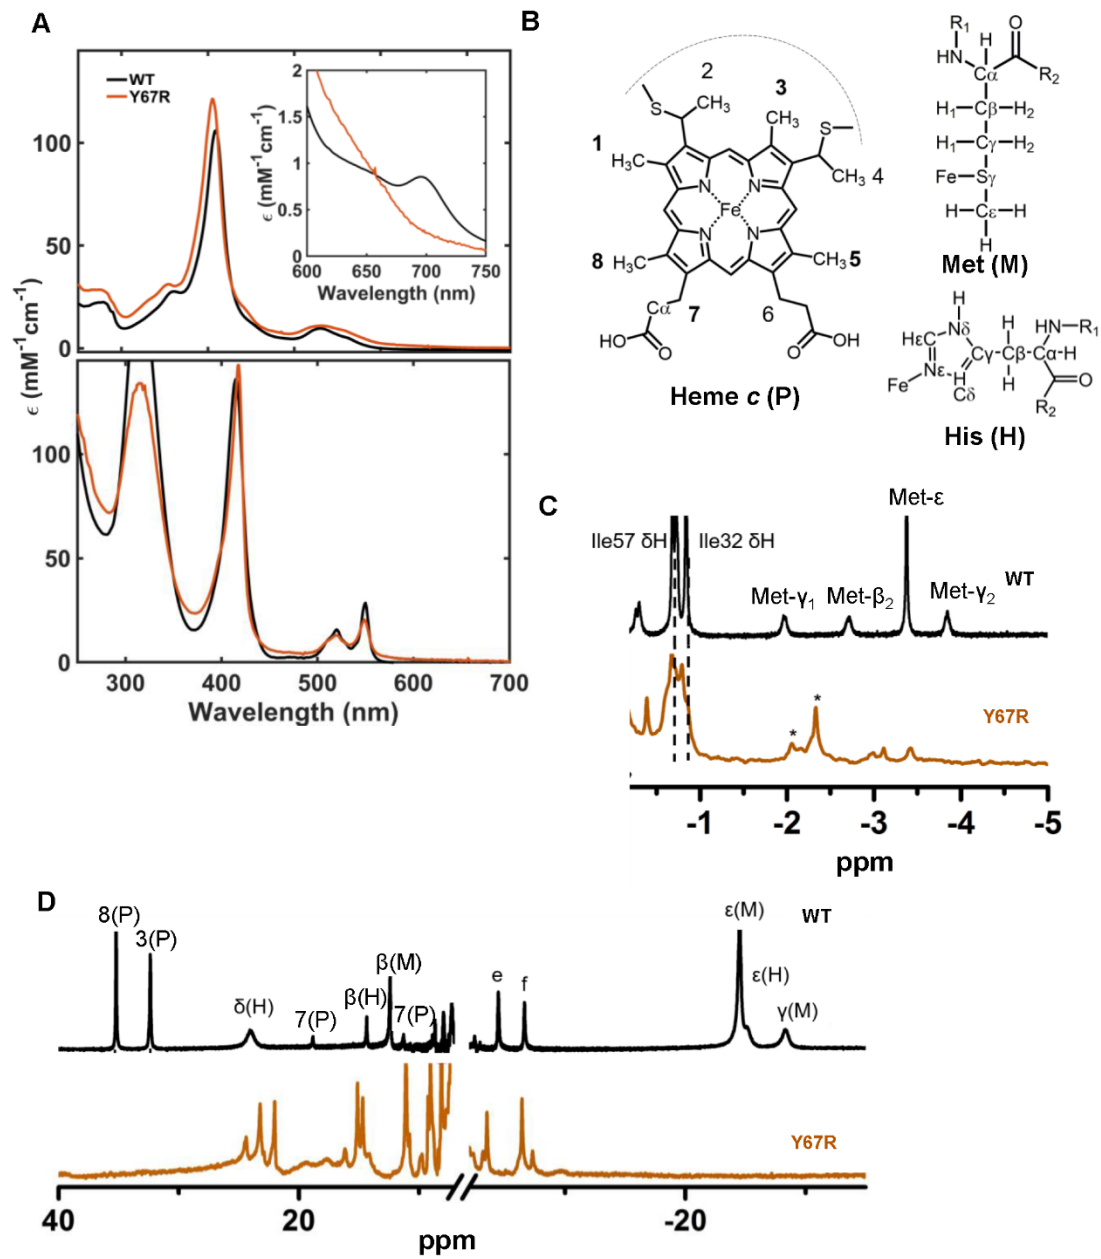 A
WT
Y67R
100
50
0
2
1.5
1
0.5
0
ϵ (mM⁻¹cm⁻¹)
600 650 700 750
Wavelength (nm)
100
50
0
ϵ (mM⁻¹cm⁻¹)
300 400 500 600 700
Wavelength (nm)
B
2
3
S
CH₃
CH₃
S
1
H₃C
CH₃ 4
N N
Fe
N N
8 H₃C
CH₃ 5
Cα
7
6
HO
O
O
OH
Heme c (P)
R₁
H
O
HN
Cα
R₂
H₁ Cβ H₂
H₁ Cγ H₂
Fe Sγ
H Cε H
H
Met (M)
H
Nδ
H
HN R₁
Hε
Cγ Cβ Cα H
Nε
H
H
O
Fe
Cδ
R₂
His (H)
C
Met-ε
Ile57 δH Ile32 δH
Met-γ₁ Met-β₂ Met-γ₂
WT
Y67R
* *
-1 -2 -3 -4 -5
ppm
D
8(P)
3(P)
δ(H)
7(P)
β(H)
β(M)
7(P)
e
f
ε(M)
ε(H)
γ(M)
WT
Y67R
40 20 -20
ppm